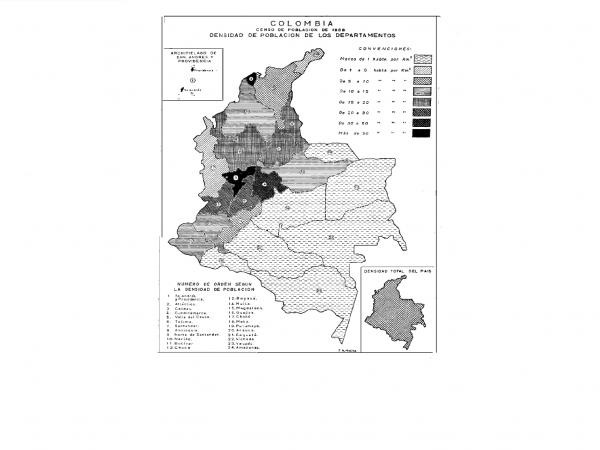 COLOMBIA
CENSO DE POBLACION DE 1938
DENSIDAD DE POBLACION DE LOS DEPARTAMENTOS
ARCHIPIELAGO DE
SAN ANDRES Y
PROVIDENCIA
Providencia
CONVENCIONES:
Menos de 1 habte por Km²
De 1 a 5 habts por Km²
De 5 a 10 " " "
De 10 a 15 " " "
De 15 a 20 " " "
De 20 a 30 " " "
De 30 a 50 " " "
Más de 50 " " "
NUMERO DE ORDEN SEGUN
LA DENSIDAD DE POBLACION
1 San Andrés
y Providencia.
2. Atlántico.
3. Caldas.
4. Cundinamarca.
5. Valle del Cauca.
6. Tolima.
7. Santander.
8. Antioquia.
9. Norte de Santander.
10. Nariño.
11. Bolívar
12. Cauca
13. Boyacá.
14. Huila.
15. Magdalena.
16. Guajira.
17. Chocó.
18. Meta.
19. Putumayo.
20. Arauca.
21. Caquetá.
22. Vichada
23. Vaupés
24. Amazonas.
DENSIDAD TOTAL DEL PAIS